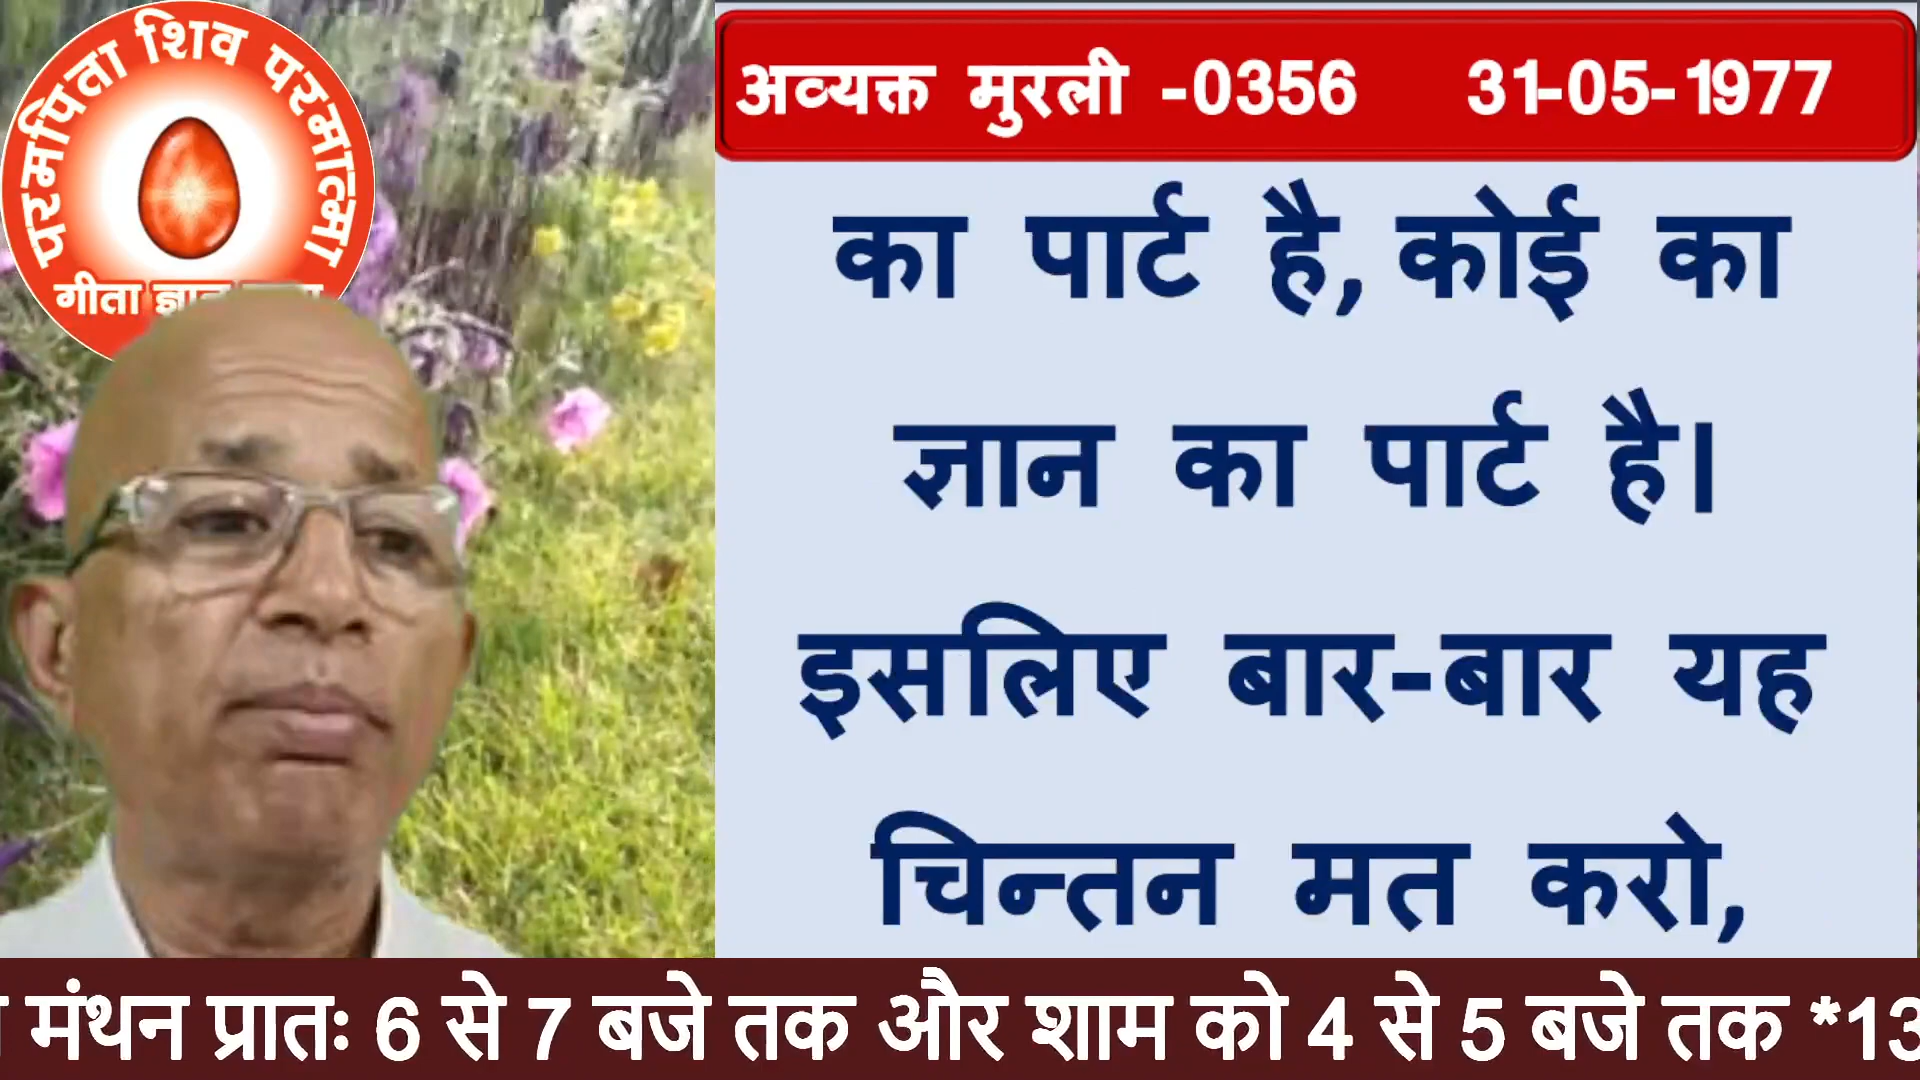 परमपिता शिव परमात्मा
गीता ज्ञान
अव्यक्त मुरली -0356 31-05-1977
का पार्ट है, कोई का
ज्ञान का पार्ट है।
इसलिए बार-बार यह
चिन्तन मत करो,
मंथन प्रातः 6 से 7 बजे तक और शाम को 4 से 5 बजे तक *13